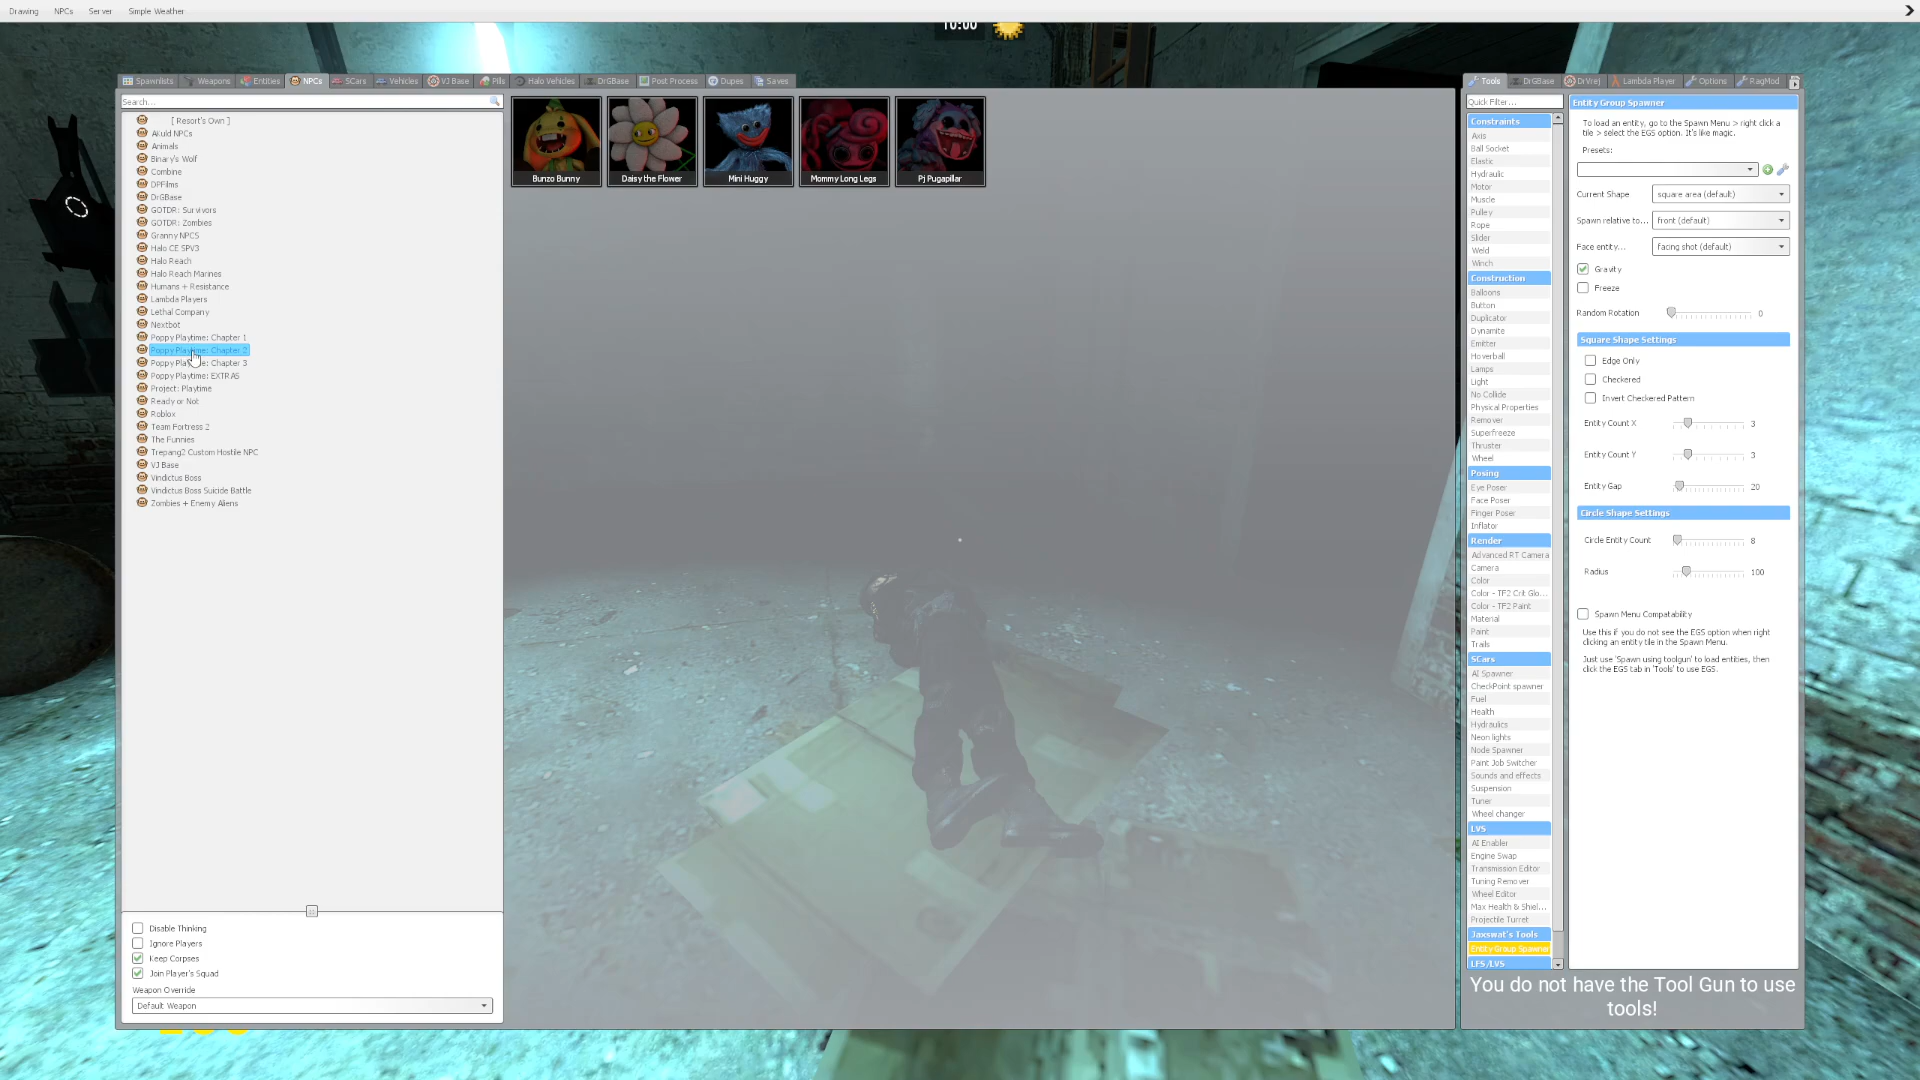 Drawing NPCs Server Simple Weather
10:00
Spawnlists Weapons Entities NPCs SCars Vehicles VJ Base Pills Halo Vehicles DrGBase Post Process Dupes Saves
Search...
[ Resort's Own ]
Akuld NPCs
Animals
Binary's Wolf
Combine
DPFilms
DrGBase
GOTDR: Survivors
GOTDR: Zombies
Granny NPCS
Halo CE SPV3
Halo Reach
Halo Reach Marines
Humans + Resistance
Lambda Players
Lethal Company
Nextbot
Poppy Playtime: Chapter 1
Poppy Playtime: Chapter 2
Poppy Playtime: Chapter 3
Poppy Playtime: EXTRAS
Project: Playtime
Ready or Not
Roblox
Team Fortress 2
The Funnies
Trepang2 Custom Hostile NPC
VJ Base
Vindictus Boss
Vindictus Boss Suicide Battle
Zombies + Enemy Aliens
Disable Thinking
Ignore Players
Keep Corpses
Join Player's Squad
Weapon Override
Default Weapon
Bunzo Bunny Daisy the Flower Mini Huggy Mommy Long Legs Pj Pugapillar
Tools DrGBase DrVrej Lambda Player Options RagMod
Quick Filter...
Constraints
Axis
Ball Socket
Elastic
Hydraulic
Motor
Muscle
Pulley
Rope
Slider
Weld
Winch
Construction
Balloons
Button
Duplicator
Dynamite
Emitter
Hoverball
Lamps
Light
No Collide
Physical Properties
Remover
Superfreeze
Thruster
Wheel
Posing
Eye Poser
Face Poser
Finger Poser
Inflator
Render
Advanced RT Camera
Camera
Color
Color - TF2 Crit Glo...
Color - TF2 Paint
Material
Paint
Trails
SCars
AI Spawner
CheckPoint spawner
Fuel
Health
Hydraulics
Neon lights
Node Spawner
Paint Job Switcher
Sounds and effects
Suspension
Tuner
Wheel changer
LVS
AI Enabler
Engine Swap
Transmission Editor
Tuning Remover
Wheel Editor
Max Health & Shiel...
Projectile Turret
Jaxswat's Tools
Entity Group Spawner
LFS/LVS
Entity Group Spawner
To load an entity, go to the Spawn Menu > right click a
tile > select the EGS option. It's like magic.
Presets:
Current Shape square area (default)
Spawn relative to... front (default)
Face entity... facing shot (default)
Gravity
Freeze
Random Rotation 0
Square Shape Settings
Edge Only
Checkered
Invert Checkered Pattern
Entity Count X 3
Entity Count Y 3
Entity Gap 20
Circle Shape Settings
Circle Entity Count 8
Radius 100
Spawn Menu Compatability
Use this if you do not see the EGS option when right
clicking an entity tile in the Spawn Menu.
Just use 'Spawn using toolgun' to load entities, then
click the EGS tab in 'Tools' to use EGS.
You do not have the Tool Gun to use
tools!